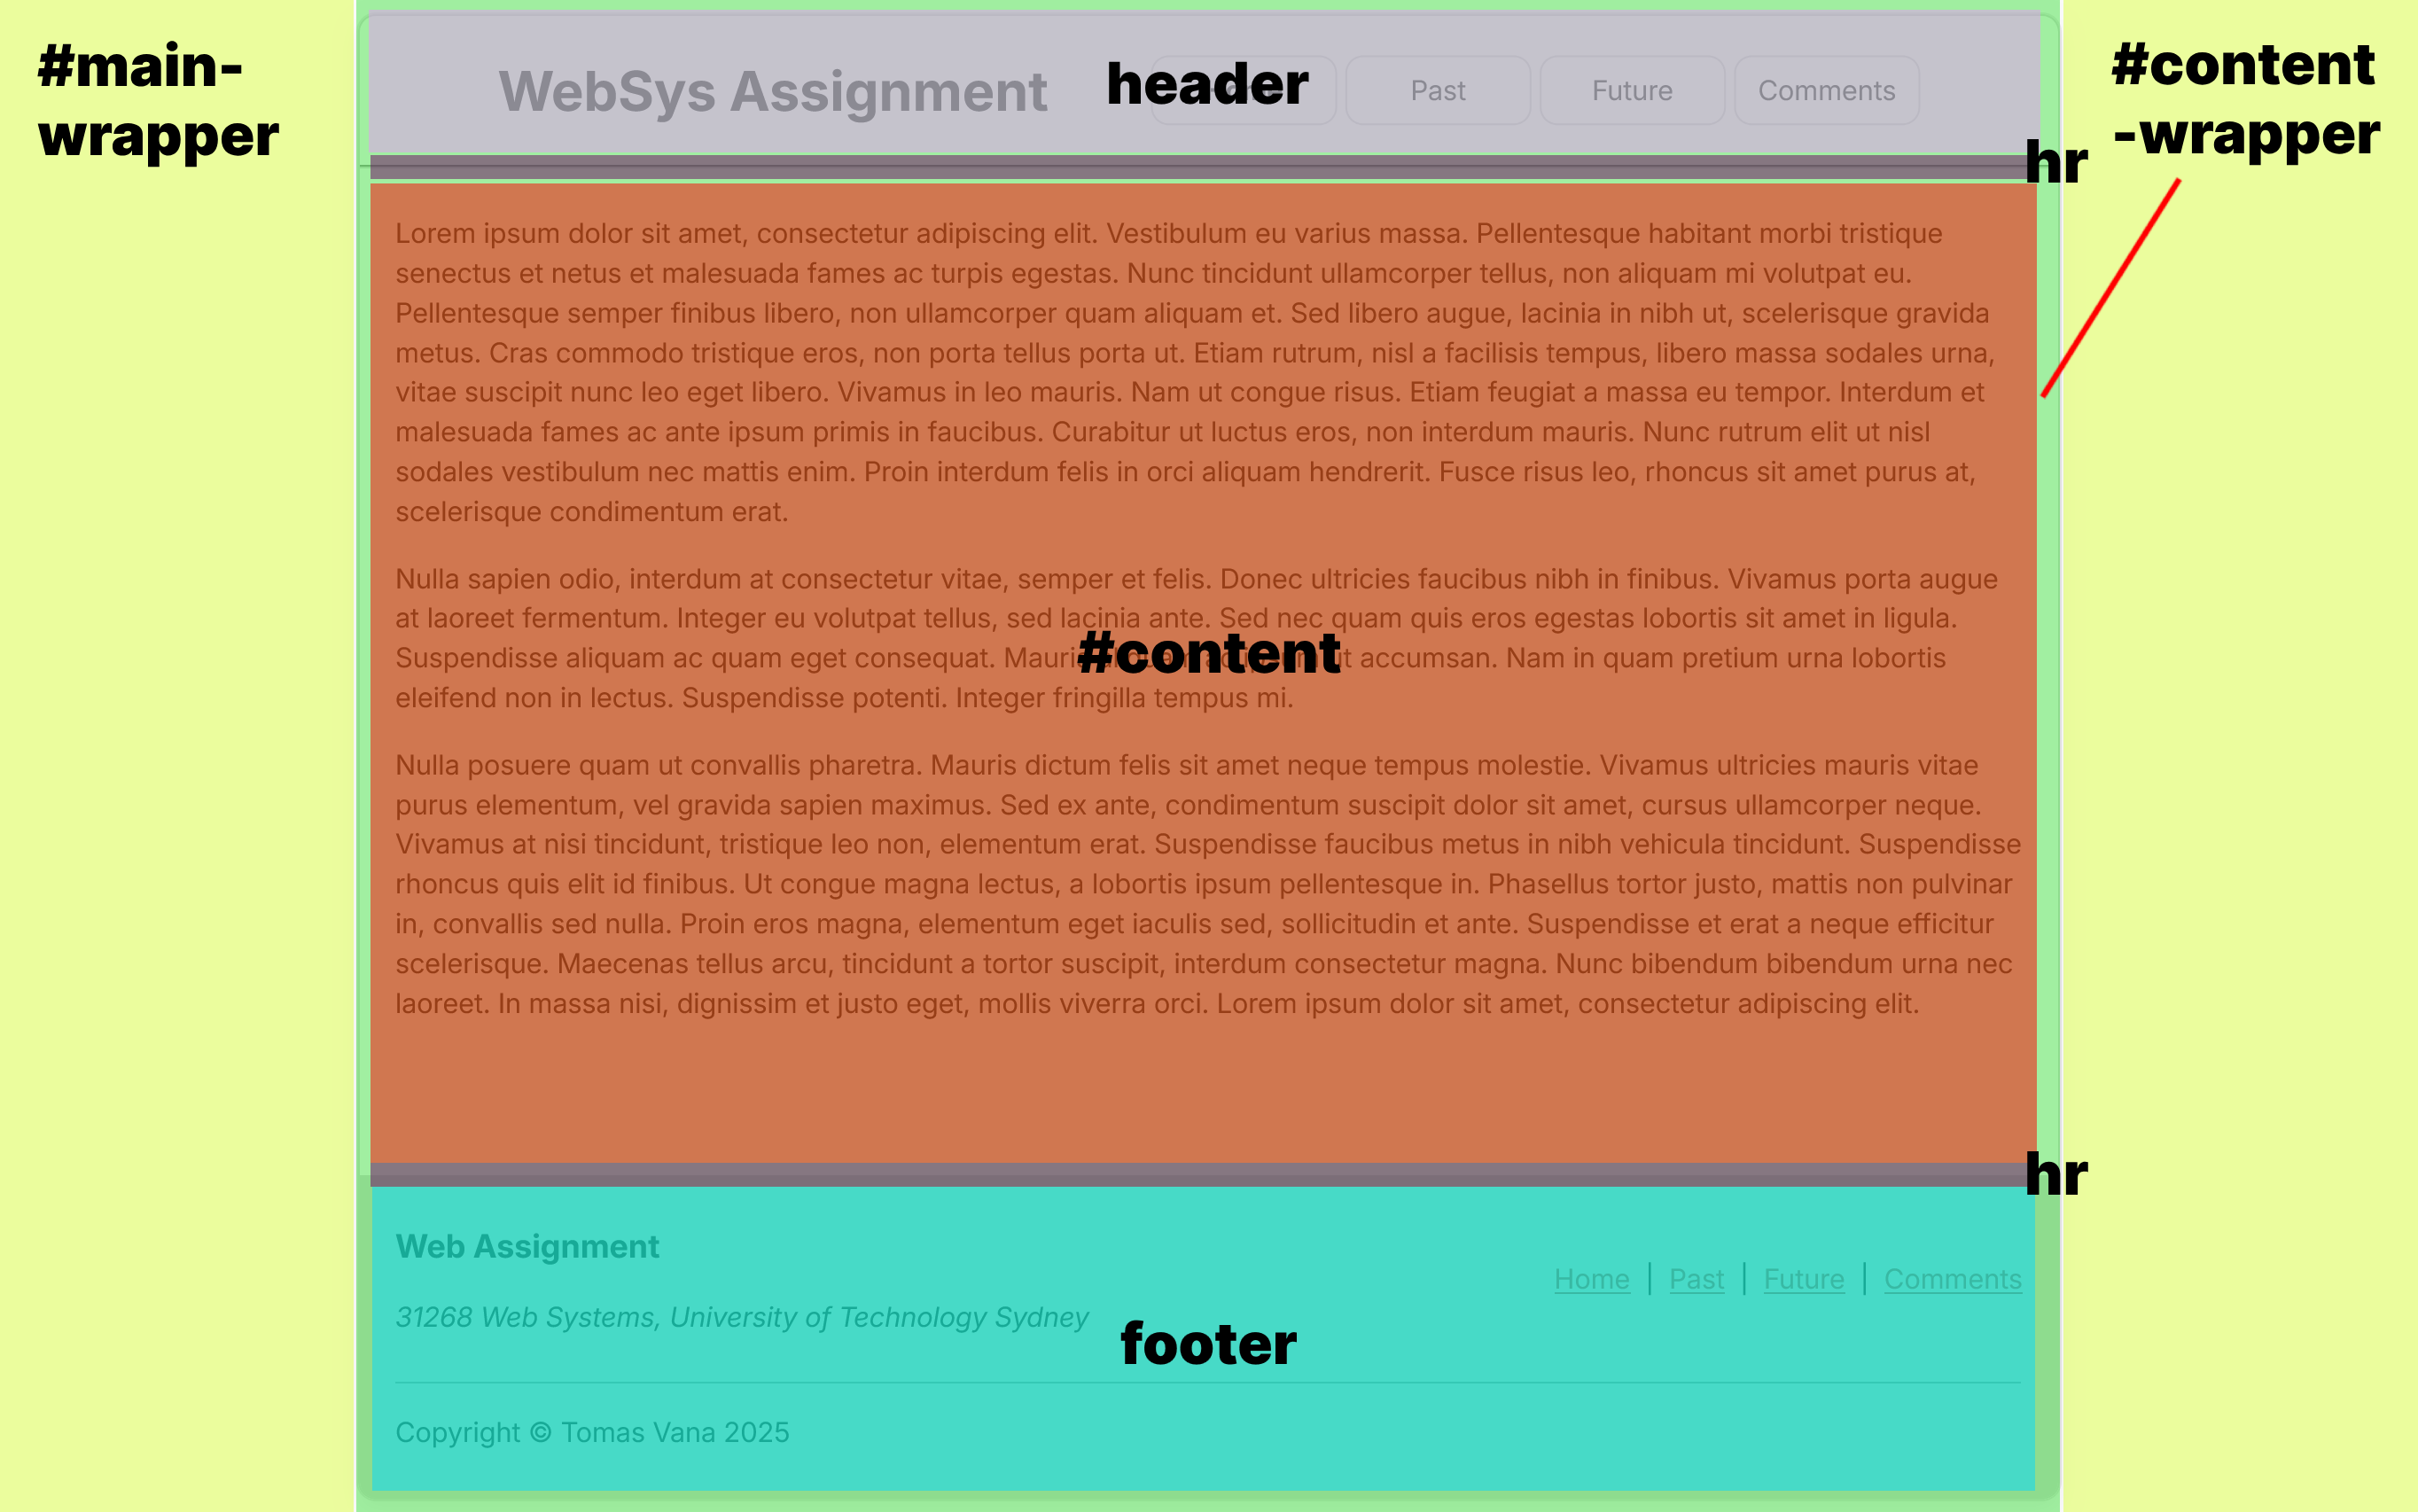 #main-
wrapper
#content
-wrapper
WebSys Assignment
header
Past
Future
Comments
hr
Lorem ipsum dolor sit amet, consectetur adipiscing elit. Vestibulum eu varius massa. Pellentesque habitant morbi tristique
senectus et netus et malesuada fames ac turpis egestas. Nunc tincidunt ullamcorper tellus, non aliquam mi volutpat eu.
Pellentesque semper finibus libero, non ullamcorper quam aliquam et. Sed libero augue, lacinia in nibh ut, scelerisque gravida
metus. Cras commodo tristique eros, non porta tellus porta ut. Etiam rutrum, nisl a facilisis tempus, libero massa sodales urna,
vitae suscipit nunc leo eget libero. Vivamus in leo mauris. Nam ut congue risus. Etiam feugiat a massa eu tempor. Interdum et
malesuada fames ac ante ipsum primis in faucibus. Curabitur ut luctus eros, non interdum mauris. Nunc rutrum elit ut nisl
sodales vestibulum nec mattis enim. Proin interdum felis in orci aliquam hendrerit. Fusce risus leo, rhoncus sit amet purus at,
scelerisque condimentum erat.
Nulla sapien odio, interdum at consectetur vitae, semper et felis. Donec ultricies faucibus nibh in finibus. Vivamus porta augue
at laoreet fermentum. Integer eu volutpat tellus, sed lacinia ante. Sed nec quam quis eros egestas lobortis sit amet in ligula.
Suspendisse aliquam ac quam eget consequat. Mauris ut accumsan. Nam in quam pretium urna lobortis
#content
eleifend non in lectus. Suspendisse potenti. Integer fringilla tempus mi.
Nulla posuere quam ut convallis pharetra. Mauris dictum felis sit amet neque tempus molestie. Vivamus ultricies mauris vitae
purus elementum, vel gravida sapien maximus. Sed ex ante, condimentum suscipit dolor sit amet, cursus ullamcorper neque.
Vivamus at nisi tincidunt, tristique leo non, elementum erat. Suspendisse faucibus metus in nibh vehicula tincidunt. Suspendisse
rhoncus quis elit id finibus. Ut congue magna lectus, a lobortis ipsum pellentesque in. Phasellus tortor justo, mattis non pulvinar
in, convallis sed nulla. Proin eros magna, elementum eget iaculis sed, sollicitudin et ante. Suspendisse et erat a neque efficitur
scelerisque. Maecenas tellus arcu, tincidunt a tortor suscipit, interdum consectetur magna. Nunc bibendum bibendum urna nec
laoreet. In massa nisi, dignissim et justo eget, mollis viverra orci. Lorem ipsum dolor sit amet, consectetur adipiscing elit.
hr
Web Assignment
Home | Past | Future | Comments
31268 Web Systems, University of Technology Sydney
footer
Copyright © Tomas Vana 2025